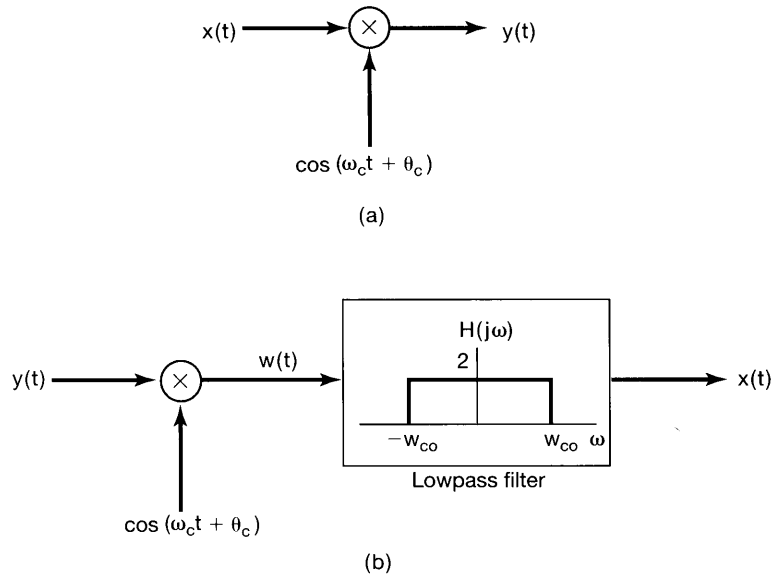 x(t) × y(t)
cos (ω_c t + θ_c)
(a)
H(jω)
2
y(t) × w(t) x(t)
−w_co w_co ω
Lowpass filter
cos (ω_c t + θ_c)
(b)